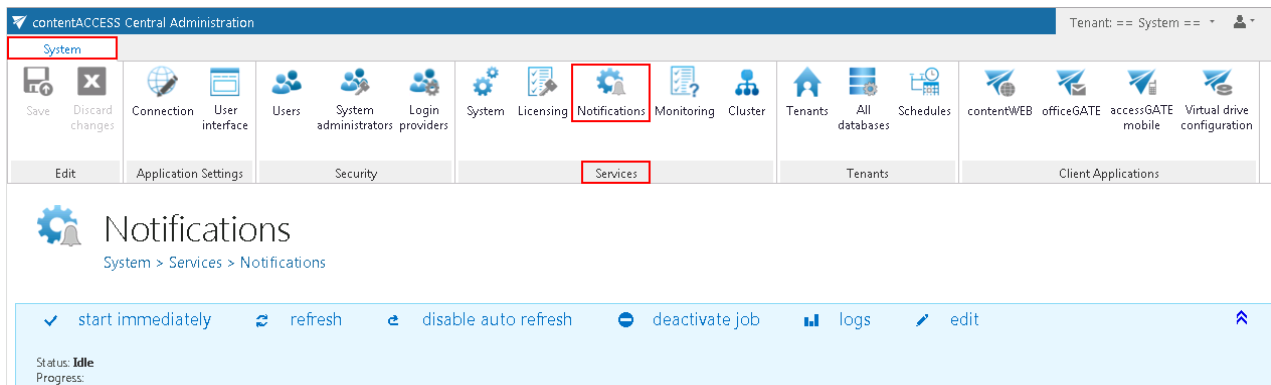 contentACCESS Central Administration
Tenant: == System ==
System
Save
Discard changes
Connection
User interface
Users
System administrators
Login providers
System
Licensing
Notifications
Monitoring
Cluster
Tenants
All databases
Schedules
contentWEB
officeGATE
accessGATE mobile
Virtual drive configuration
Edit
Application Settings
Security
Services
Tenants
Client Applications
Notifications
System > Services > Notifications
start immediately
refresh
disable auto refresh
deactivate job
logs
edit
Status: Idle
Progress: